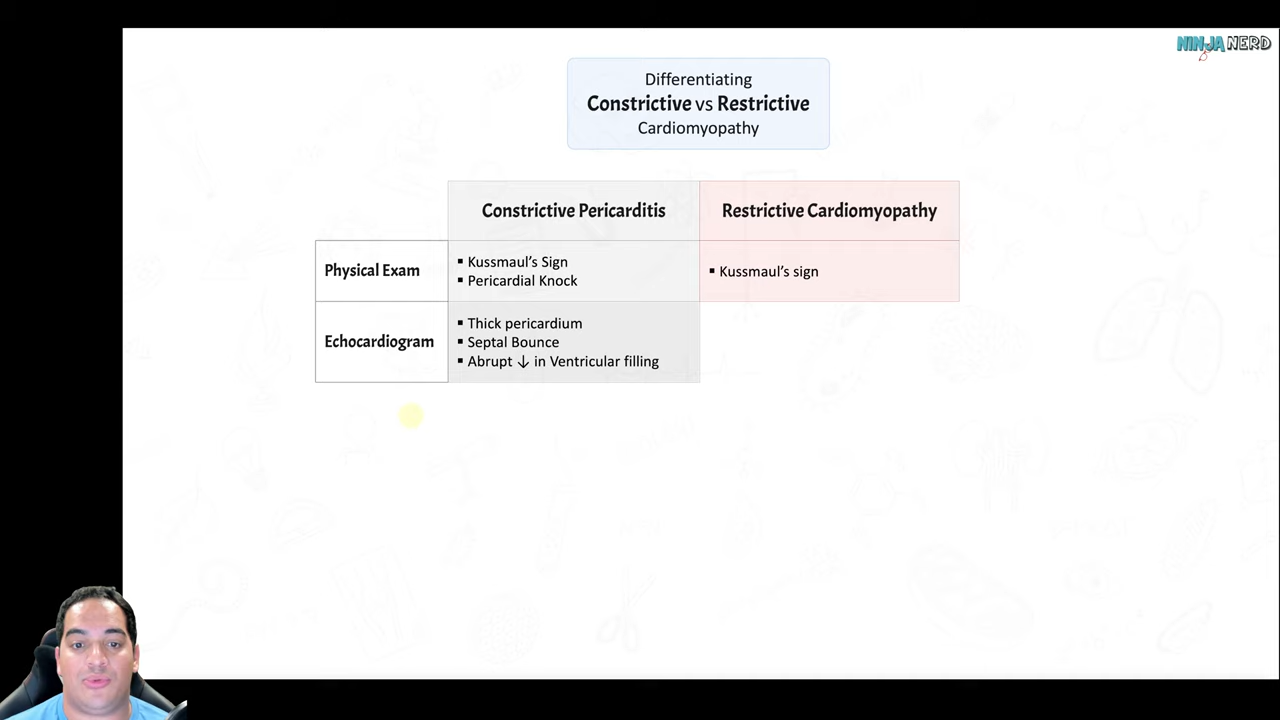 NINJA NERD
Differentiating
Constrictive vs Restrictive
Cardiomyopathy
Constrictive Pericarditis
Restrictive Cardiomyopathy
Physical Exam
▪ Kussmaul's Sign
▪ Pericardial Knock
▪ Kussmaul's sign
Echocardiogram
▪ Thick pericardium
▪ Septal Bounce
▪ Abrupt ↓ in Ventricular filling